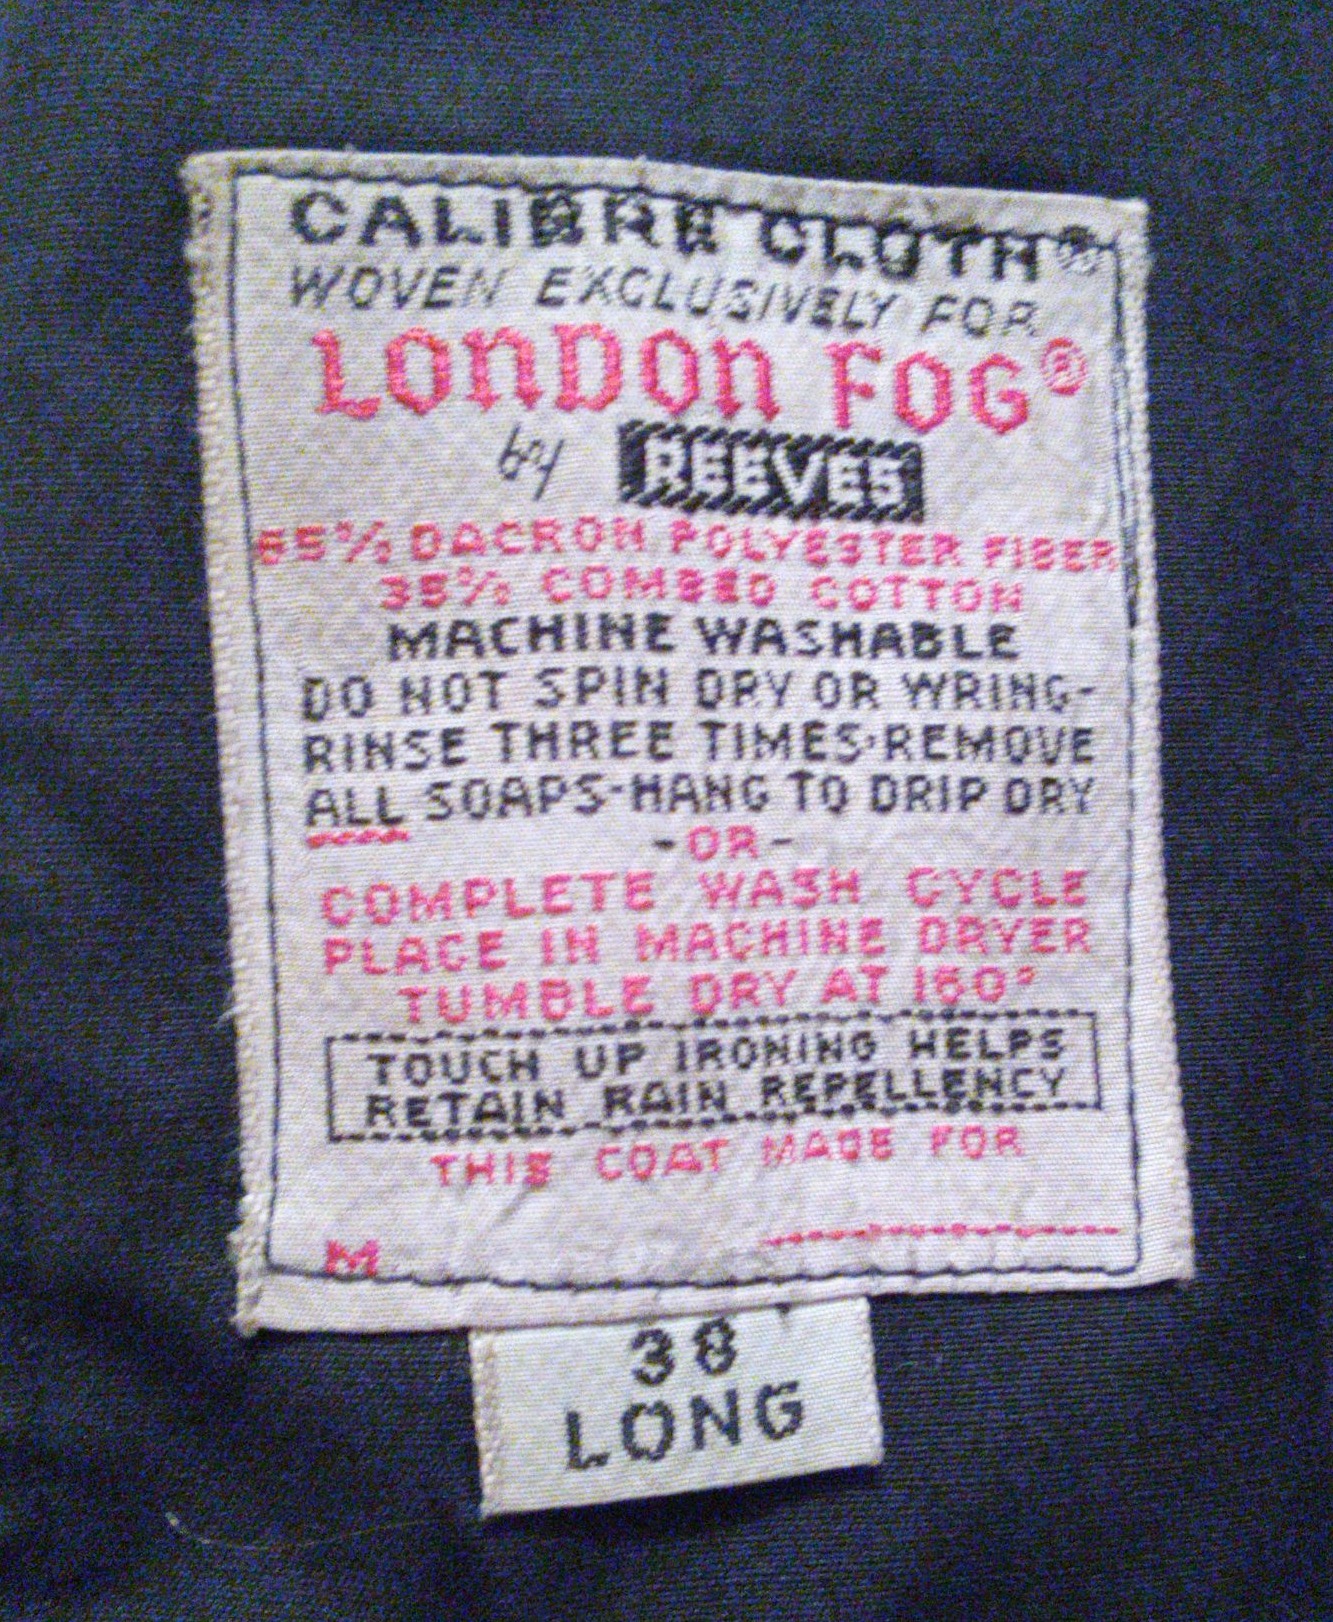 CALIBRE CLOTH®
WOVEN EXCLUSIVELY FOR
LONDON FOG®
by REEVES
65% DACRON POLYESTER FIBER
35% COMBED COTTON
MACHINE WASHABLE
DO NOT SPIN DRY OR WRING-
RINSE THREE TIMES·REMOVE
ALL SOAPS-HANG TO DRIP DRY
-OR-
COMPLETE WASH CYCLE
PLACE IN MACHINE DRYER
TUMBLE DRY AT 160°
TOUCH UP IRONING HELPS
RETAIN RAIN REPELLENCY
THIS COAT MADE FOR
M
38
LONG